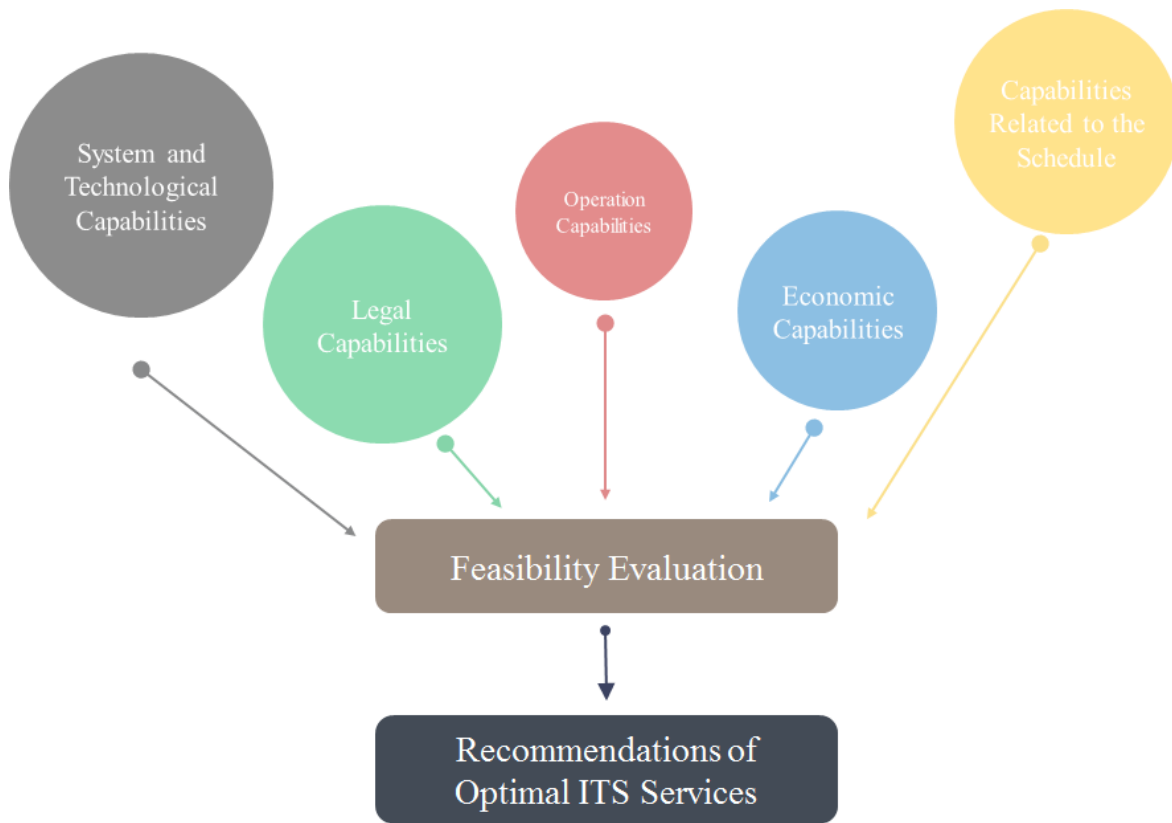 System and
Technological
Capabilities
Legal
Capabilities
Operation
Capabilities
Economic
Capabilities
Capabilities
Related to the
Schedule
Feasibility Evaluation
Recommendations of
Optimal ITS Services